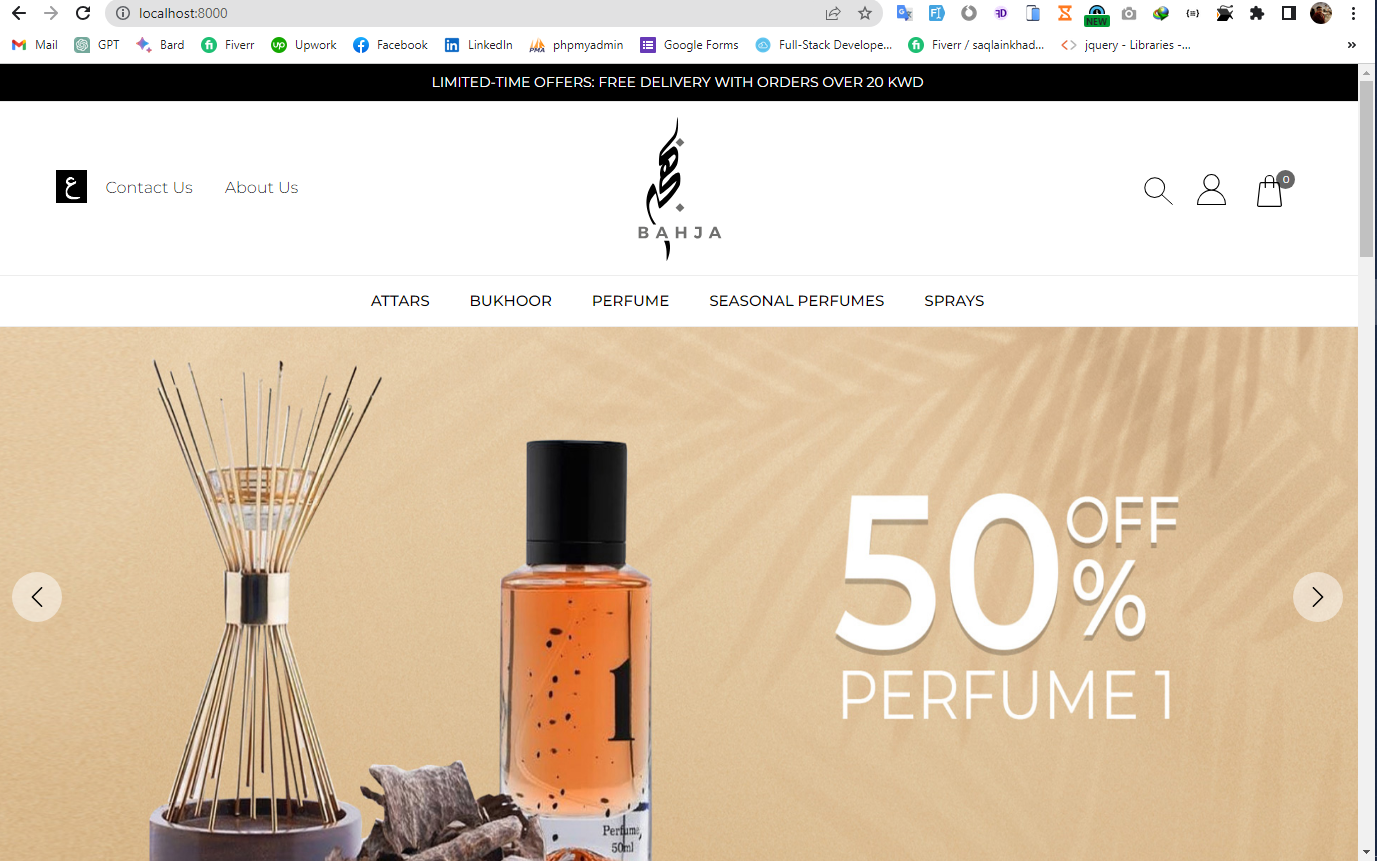 localhost:8000
Mail GPT Bard Fiverr Upwork Facebook LinkedIn phpmyadmin Google Forms Full-Stack Develope... Fiverr / saqlainkhad... jquery - Libraries -... »
NEW
LIMITED-TIME OFFERS: FREE DELIVERY WITH ORDERS OVER 20 KWD
ع Contact Us About Us
BAHJA
0
ATTARS BUKHOOR PERFUME SEASONAL PERFUMES SPRAYS
50% OFF
PERFUME 1
1
Perfume,
50ml